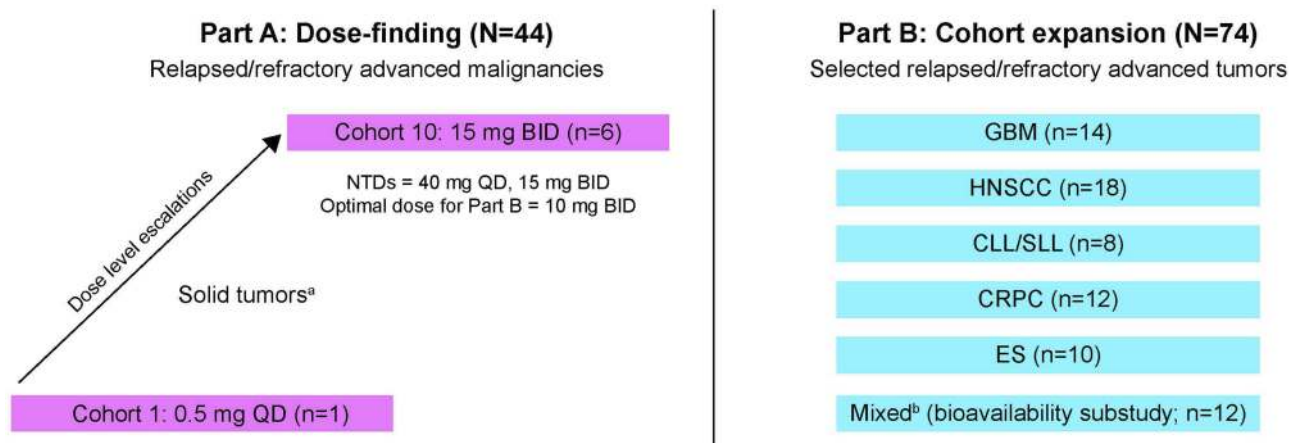 Part A: Dose-finding (N=44)
Relapsed/refractory advanced malignancies
Cohort 10: 15 mg BID (n=6)
NTDs = 40 mg QD, 15 mg BID
Optimal dose for Part B = 10 mg BID
Dose level escalations
Solid tumorsᵃ
Cohort 1: 0.5 mg QD (n=1)
Part B: Cohort expansion (N=74)
Selected relapsed/refractory advanced tumors
GBM (n=14)
HNSCC (n=18)
CLL/SLL (n=8)
CRPC (n=12)
ES (n=10)
Mixedᵇ (bioavailability substudy; n=12)